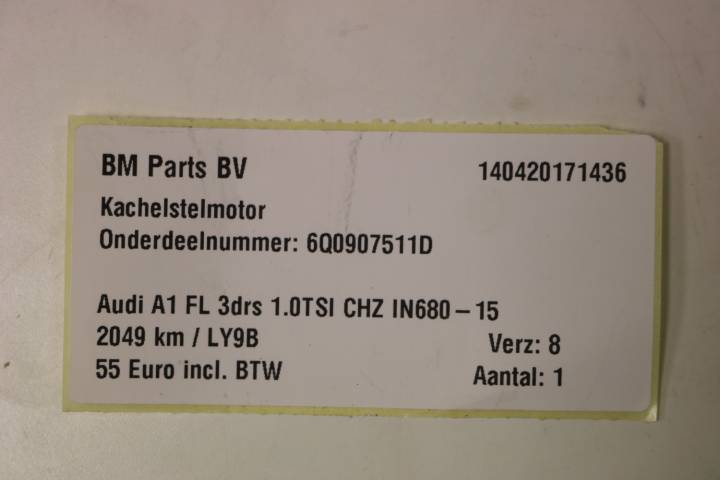 BM Parts BV 140420171436
Kachelstelmotor
Onderdeelnummer: 6Q0907511D
Audi A1 FL 3drs 1.0TSI CHZ IN680-15
2049 km / LY9B Verz: 8
55 Euro incl. BTW Aantal: 1